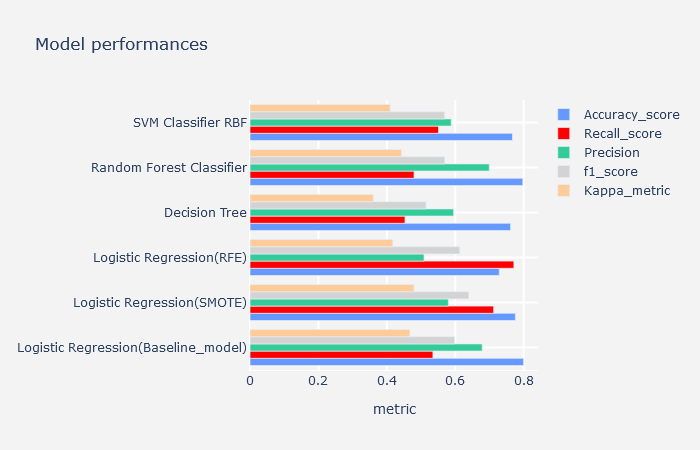 Model performances
SVM Classifier RBF
Random Forest Classifier
Decision Tree
Logistic Regression(RFE)
Logistic Regression(SMOTE)
Logistic Regression(Baseline_model)
0 0.2 0.4 0.6 0.8
metric
Accuracy_score
Recall_score
Precision
f1_score
Kappa_metric